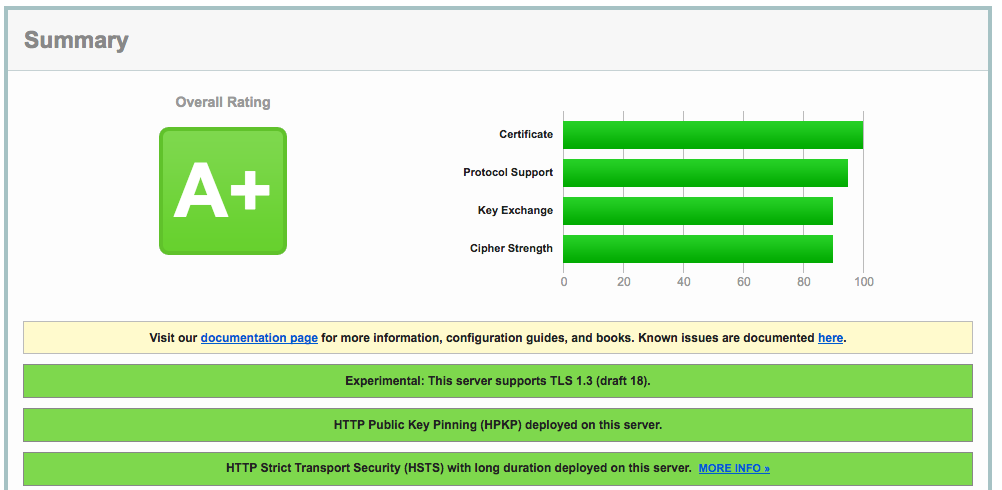 Summary
Overall Rating
A+
Certificate
Protocol Support
Key Exchange
Cipher Strength
0 20 40 60 80 100
Visit our documentation page for more information, configuration guides, and books. Known issues are documented here.
Experimental: This server supports TLS 1.3 (draft 18).
HTTP Public Key Pinning (HPKP) deployed on this server.
HTTP Strict Transport Security (HSTS) with long duration deployed on this server. MORE INFO »